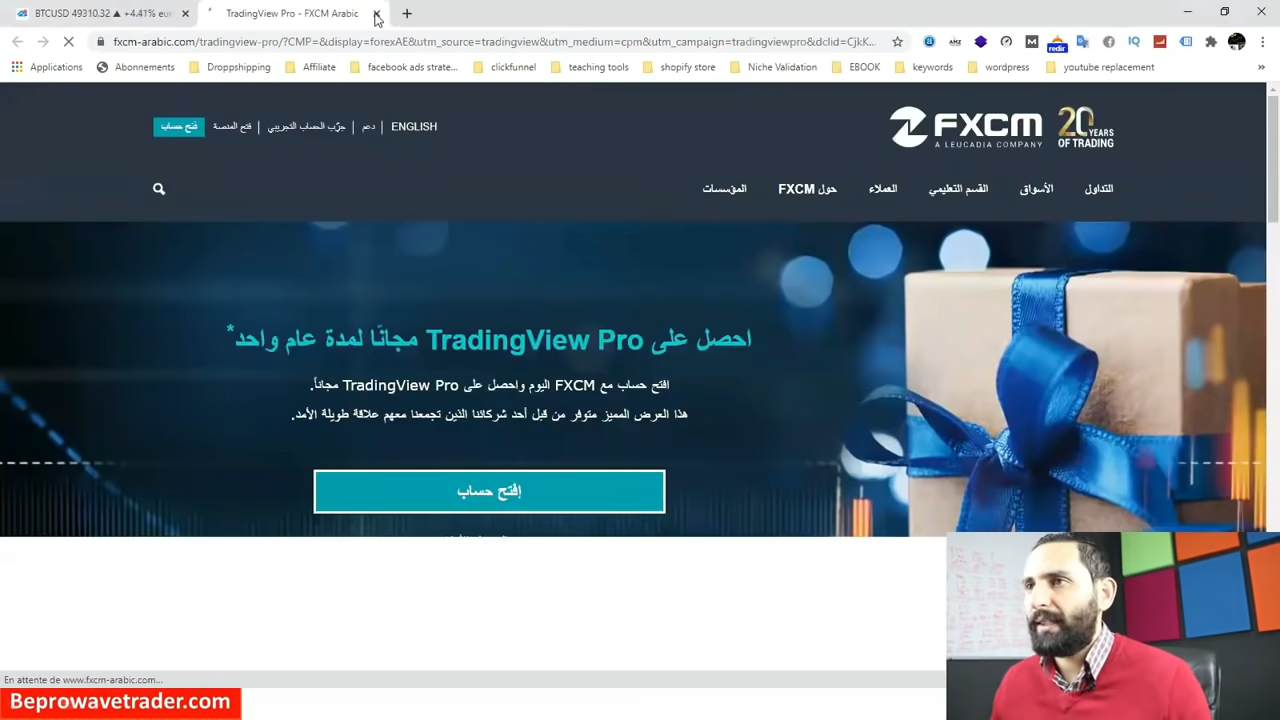 BTCUSD 49310.32 ▲ +4.41% eur
TradingView Pro - FXCM Arabic
fxcm-arabic.com/tradingview-pro/?CMP=&display=forexAE&utm_source=tradingview&utm_medium=cpm&utm_campaign=tradingviewpro&dclid=CjkK...
redir
Applications Abonnements Droppshipping Affiliate facebook ads strate... clickfunnel teaching tools shopify store Niche Validation EBOOK keywords wordpress youtube replacement »
فتح حساب
فتح المنصة | جرّب الحساب التجريبي | دعم | ENGLISH
FXCM
A LEUCADIA COMPANY
20 YEARS
OF TRADING
التداول الأسواق القسم التعليمي العملاء حول FXCM المؤسسات
احصل على TradingView Pro مجانًا لمدة عام واحد*
افتح حساب مع FXCM اليوم واحصل على TradingView Pro مجاناً.
هذا العرض المميز متوفر من قبل أحد شركائنا الذين تجمعنا معهم علاقة طويلة الأمد.
إفتح حساب
En attente de www.fxcm-arabic.com...
Beprowavetrader.com